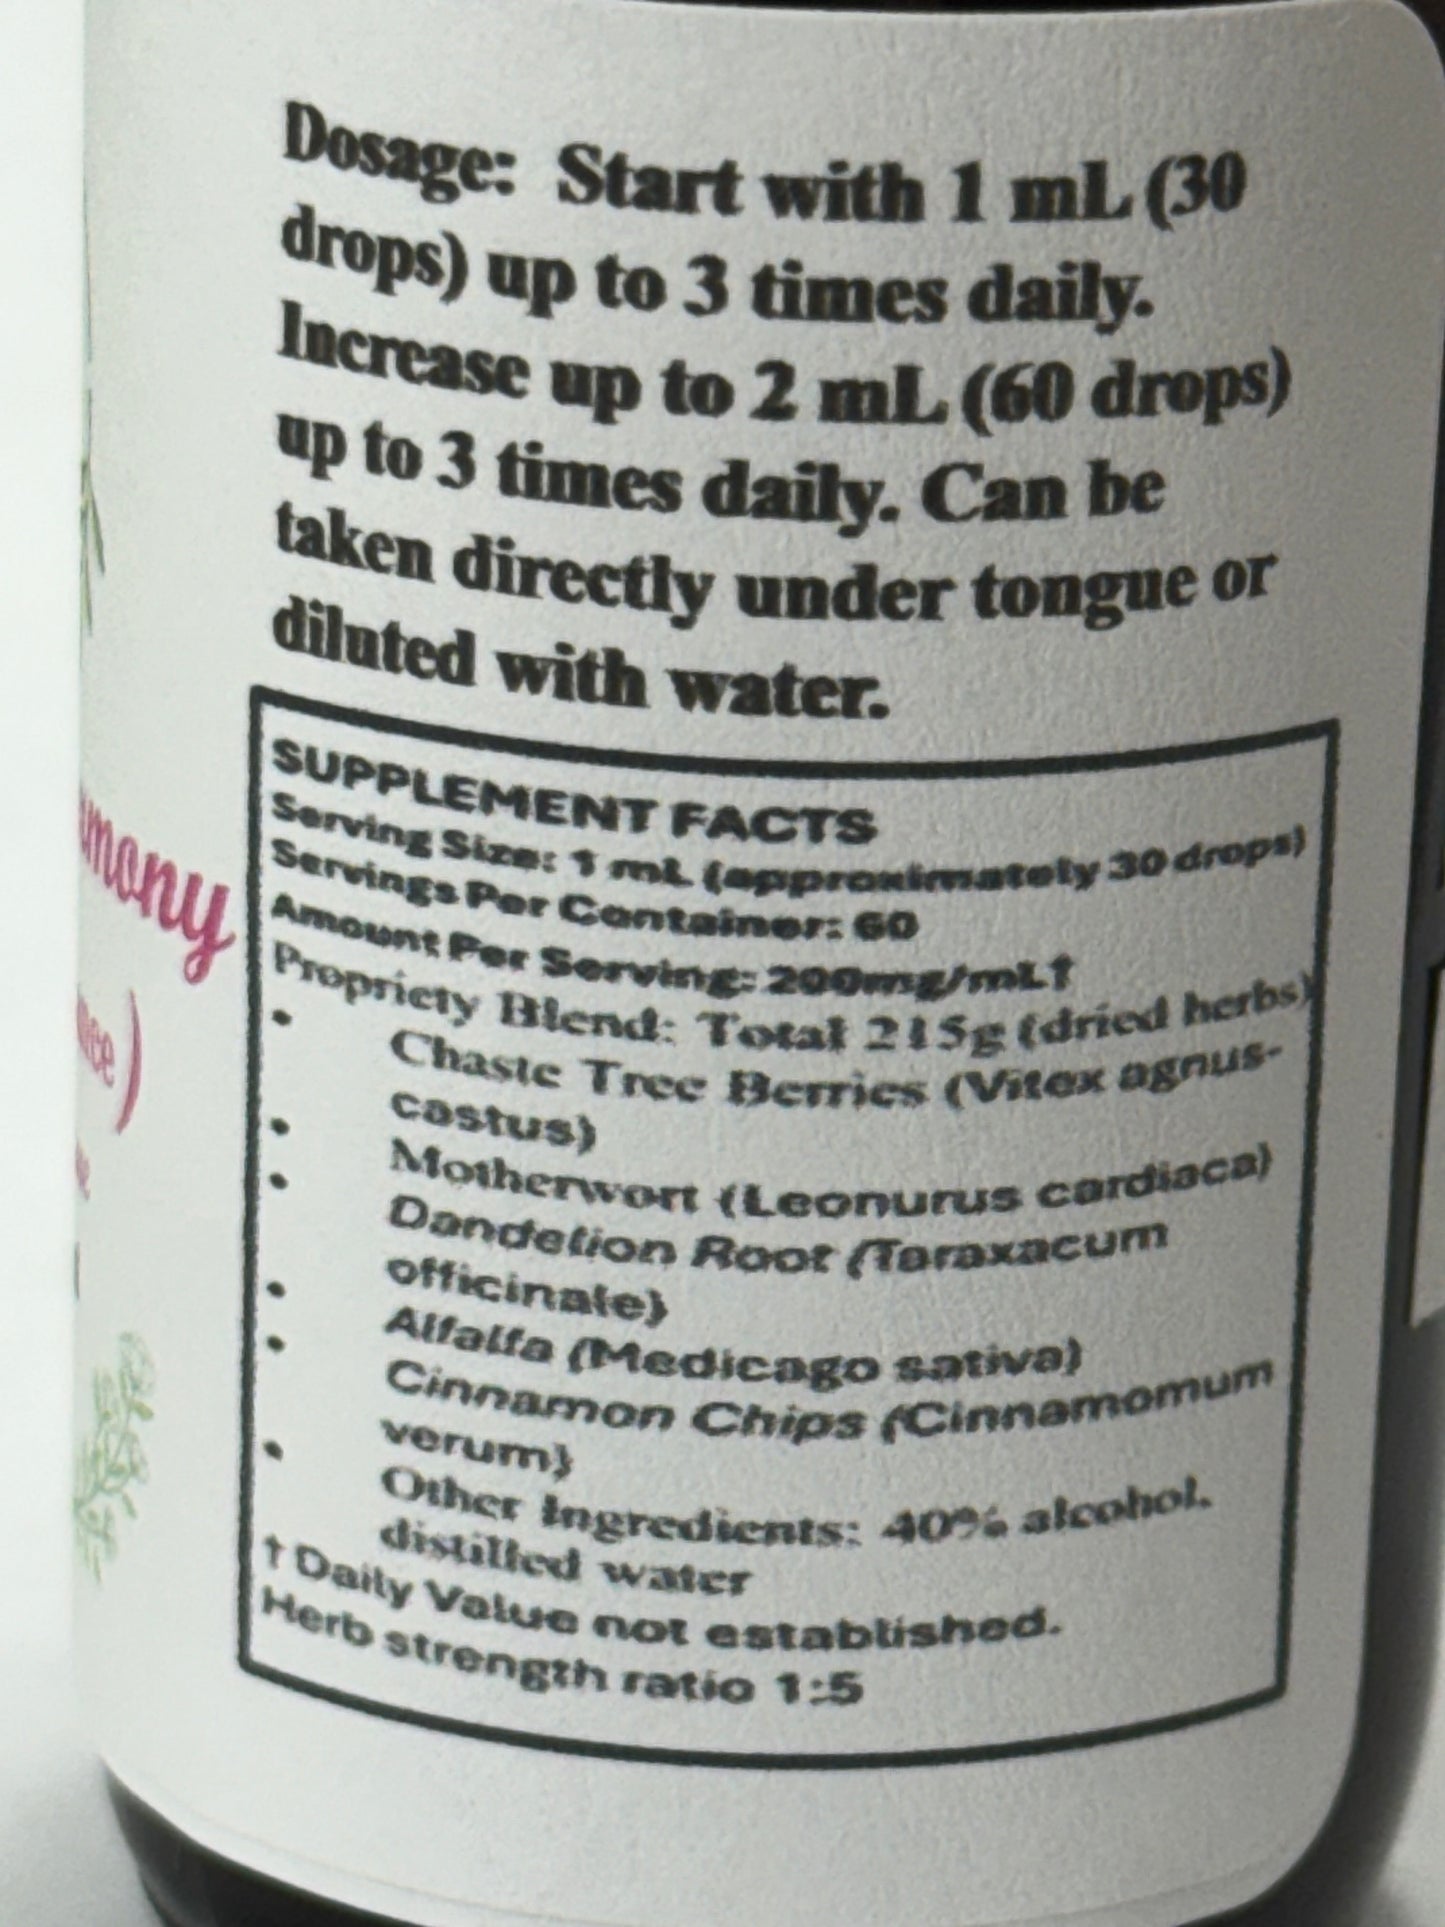 Dosage: Start with 1 mL (30
drops) up to 3 times daily.
Increase up to 2 mL (60 drops)
up to 3 times daily. Can be
taken directly under tongue or
diluted with water.
SUPPLEMENT FACTS
Serving Size: 1 mL (approximately 30 drops)
Servings Per Container: 60
Amount Per Serving: 200mg/mL†
Propriety Blend: Total 215g (dried herbs)
• Chaste Tree Berries (Vitex agnus-
castus)
• Motherwort (Leonurus cardiaca)
• Dandelion Root (Taraxacum
officinale)
• Alfalfa (Medicago sativa)
• Cinnamon Chips (Cinnamomum
verum)
• Other Ingredients: 40% alcohol.
distilled water
† Daily Value not established.
Herb strength ratio 1:5
mony